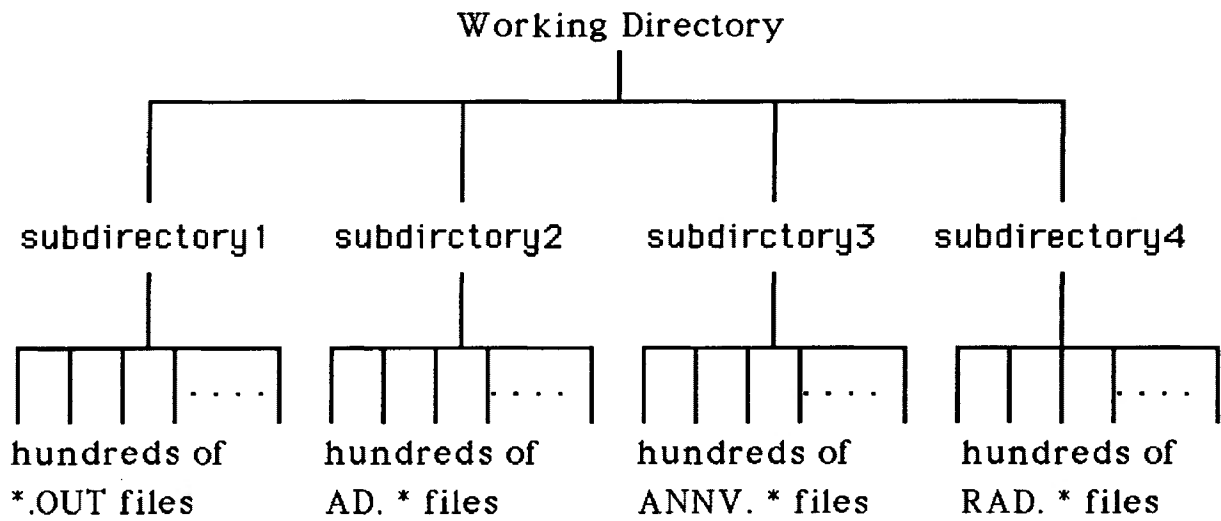 Working Directory
subdirectory1 subdirctory2 subdirctory3 subdirectory4
.... .... .... ....
hundreds of hundreds of hundreds of hundreds of
*.OUT files AD. * files ANNV. * files RAD. * files